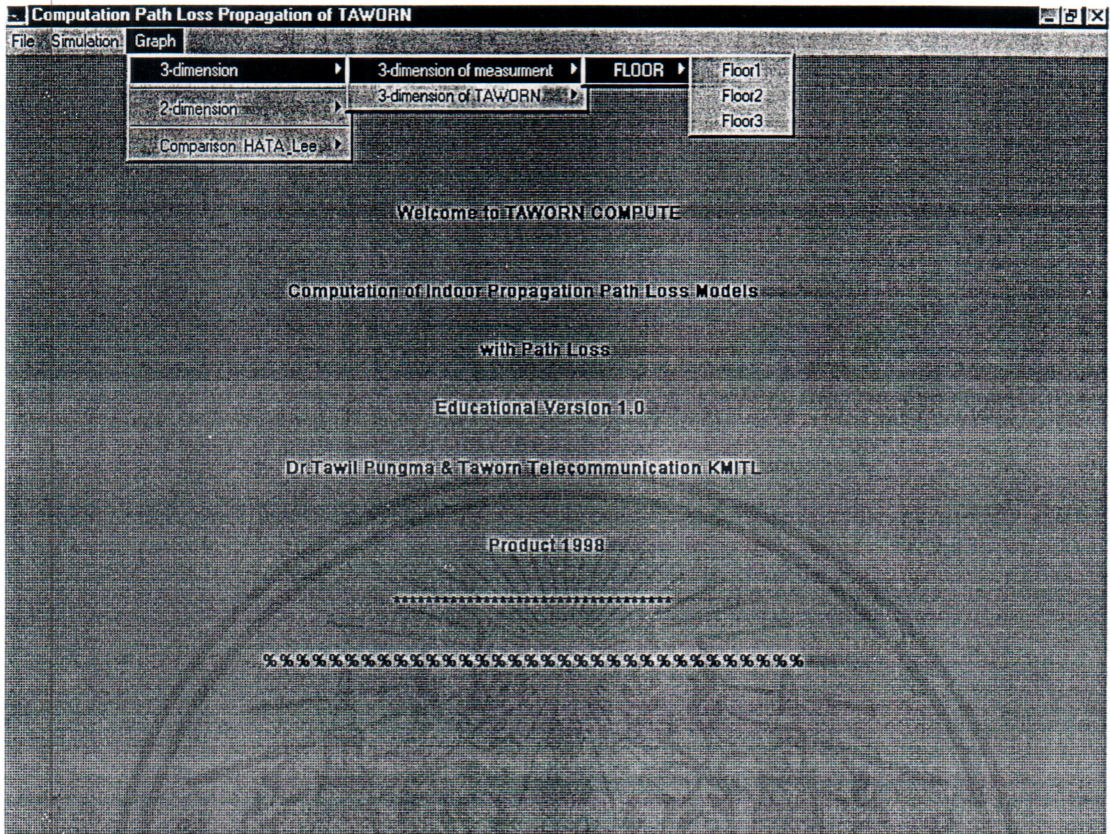 Computation Path Loss Propagation of TAWORN
File Simulation Graph
3-dimension
2-dimension
Comparison HATA_Lee
3-dimension of measurment
3-dimension of TAWORN
FLOOR
Floor1
Floor2
Floor3
Welcome to TAWORN COMPUTE
Computation of Indoor Propagation Path Loss Models
with Path Loss
Educational Version 1.0
Dr.Tawil Pungma & Taworn Telecommunication KMITL
Product 1998
**********************************
%%%%%%%%%%%%%%%%%%%%%%%%%%%%%%%%%